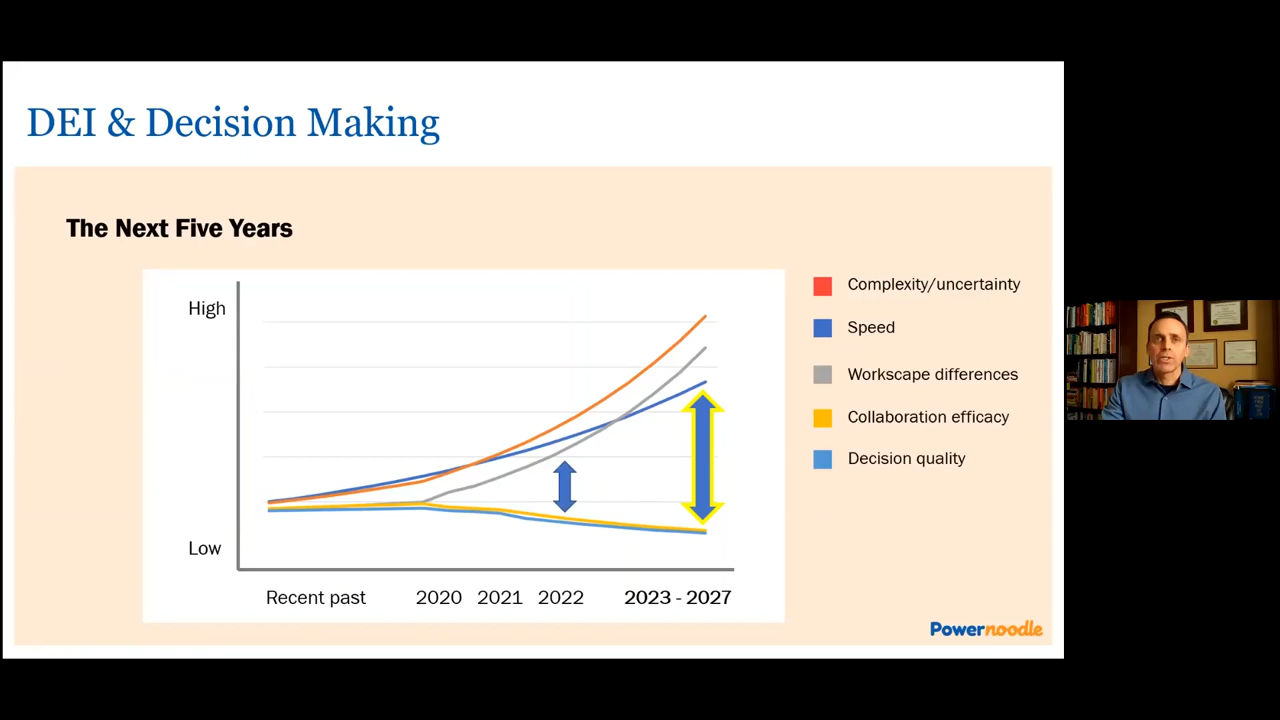 DEI & Decision Making
The Next Five Years
High
Low
Recent past 2020 2021 2022 2023 - 2027
Complexity/uncertainty
Speed
Workscape differences
Collaboration efficacy
Decision quality
Powernoodle